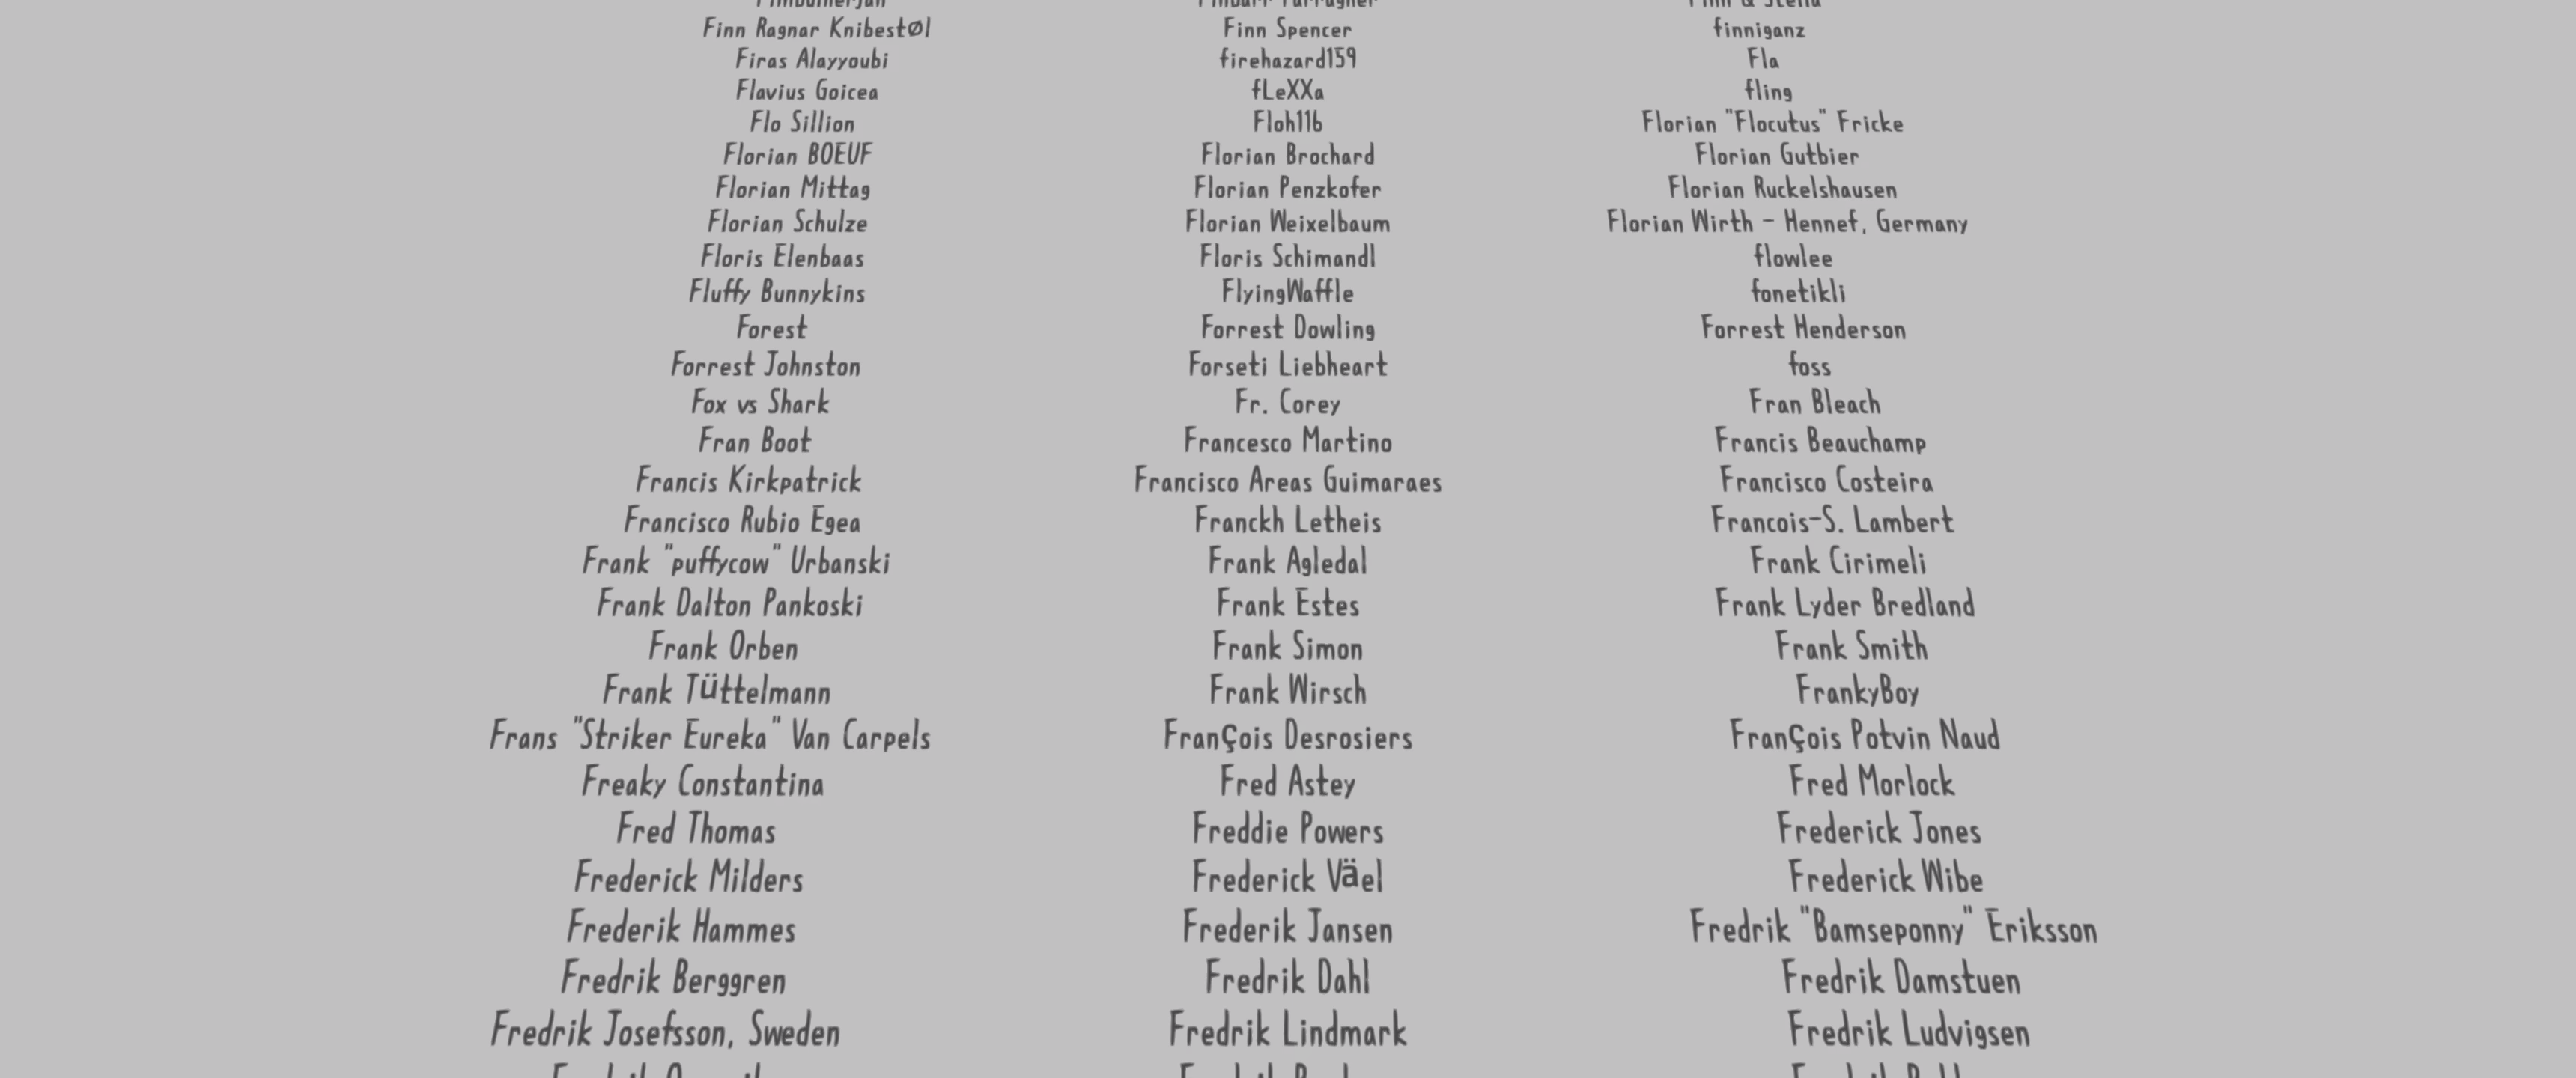 Finn Ragnar Knibestøl Finn Spencer finniganz
Firas Alayyoubi firehazard159 Fla
Flavius Goicea fLeXXa fling
Flo Sillion Floh11b Florian "Flocutus" Fricke
Florian BOEUF Florian Brochard Florian Gutbier
Florian Mittag Florian Penzkofer Florian Ruckelshausen
Florian Schulze Florian Weixelbaum Florian Wirth - Hennef, Germany
Floris Elenbaas Floris Schimandl flowlee
Fluffy Bunnykins FlyingWaffle fonetikli
Forest Forrest Dowling Forrest Henderson
Forrest Johnston Forseti Liebheart foss
Fox vs Shark Fr. Corey Fran Bleach
Fran Boot Francesco Martino Francis Beauchamp
Francis Kirkpatrick Francisco Areas Guimaraes Francisco Costeira
Francisco Rubio Egea Franckh Letheis Francois-S. Lambert
Frank "puffycow" Urbanski Frank Agledal Frank Cirimeli
Frank Dalton Pankoski Frank Estes Frank Lyder Bredland
Frank Orben Frank Simon Frank Smith
Frank Tüttelmann Frank Wirsch FrankyBoy
Frans "Striker Eureka" Van Carpels François Desrosiers François Potvin Naud
Freaky Constantina Fred Astey Fred Morlock
Fred Thomas Freddie Powers Frederick Jones
Frederick Milders Frederick Väel Frederick Wibe
Frederik Hammes Frederik Jansen Fredrik "Bamseponny" Eriksson
Fredrik Berggren Fredrik Dahl Fredrik Damstuen
Fredrik Josefsson, Sweden Fredrik Lindmark Fredrik Ludvigsen